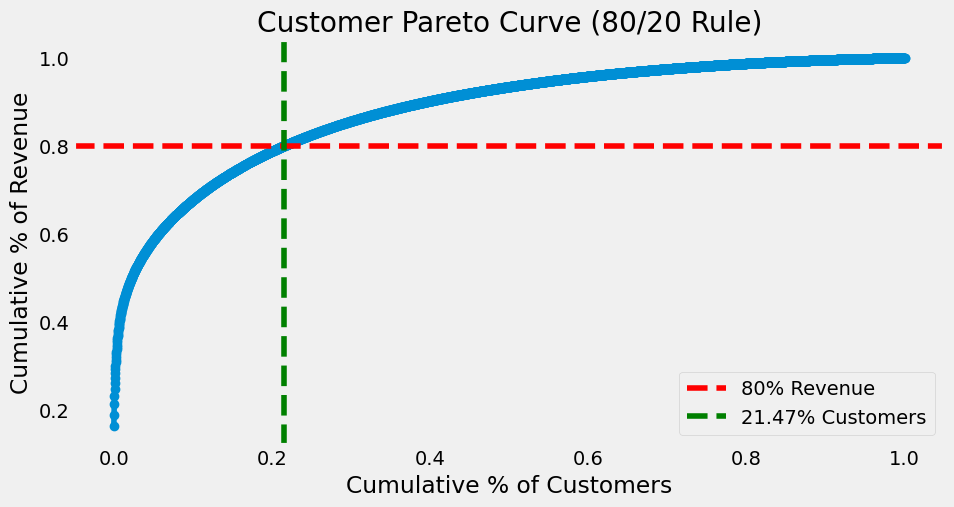 Customer Pareto Curve (80/20 Rule)
Cumulative % of Revenue
1.0
0.8
0.6
0.4
0.2
80% Revenue
21.47% Customers
0.0 0.2 0.4 0.6 0.8 1.0
Cumulative % of Customers